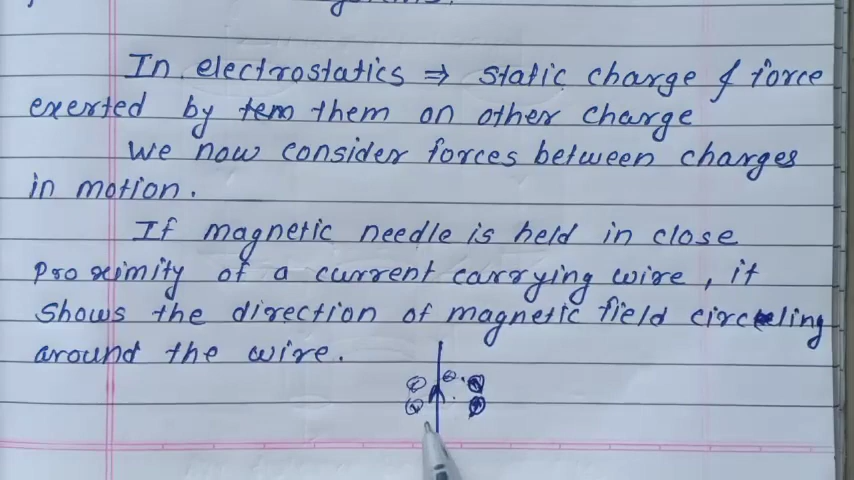 In electrostatics ⇒ static charge & force
exerted by tem them on other charge
We now consider forces between charges
in motion.
If magnetic needle is held in close
proximity of a current carrying wire, it
shows the direction of magnetic field circling
around the wire.